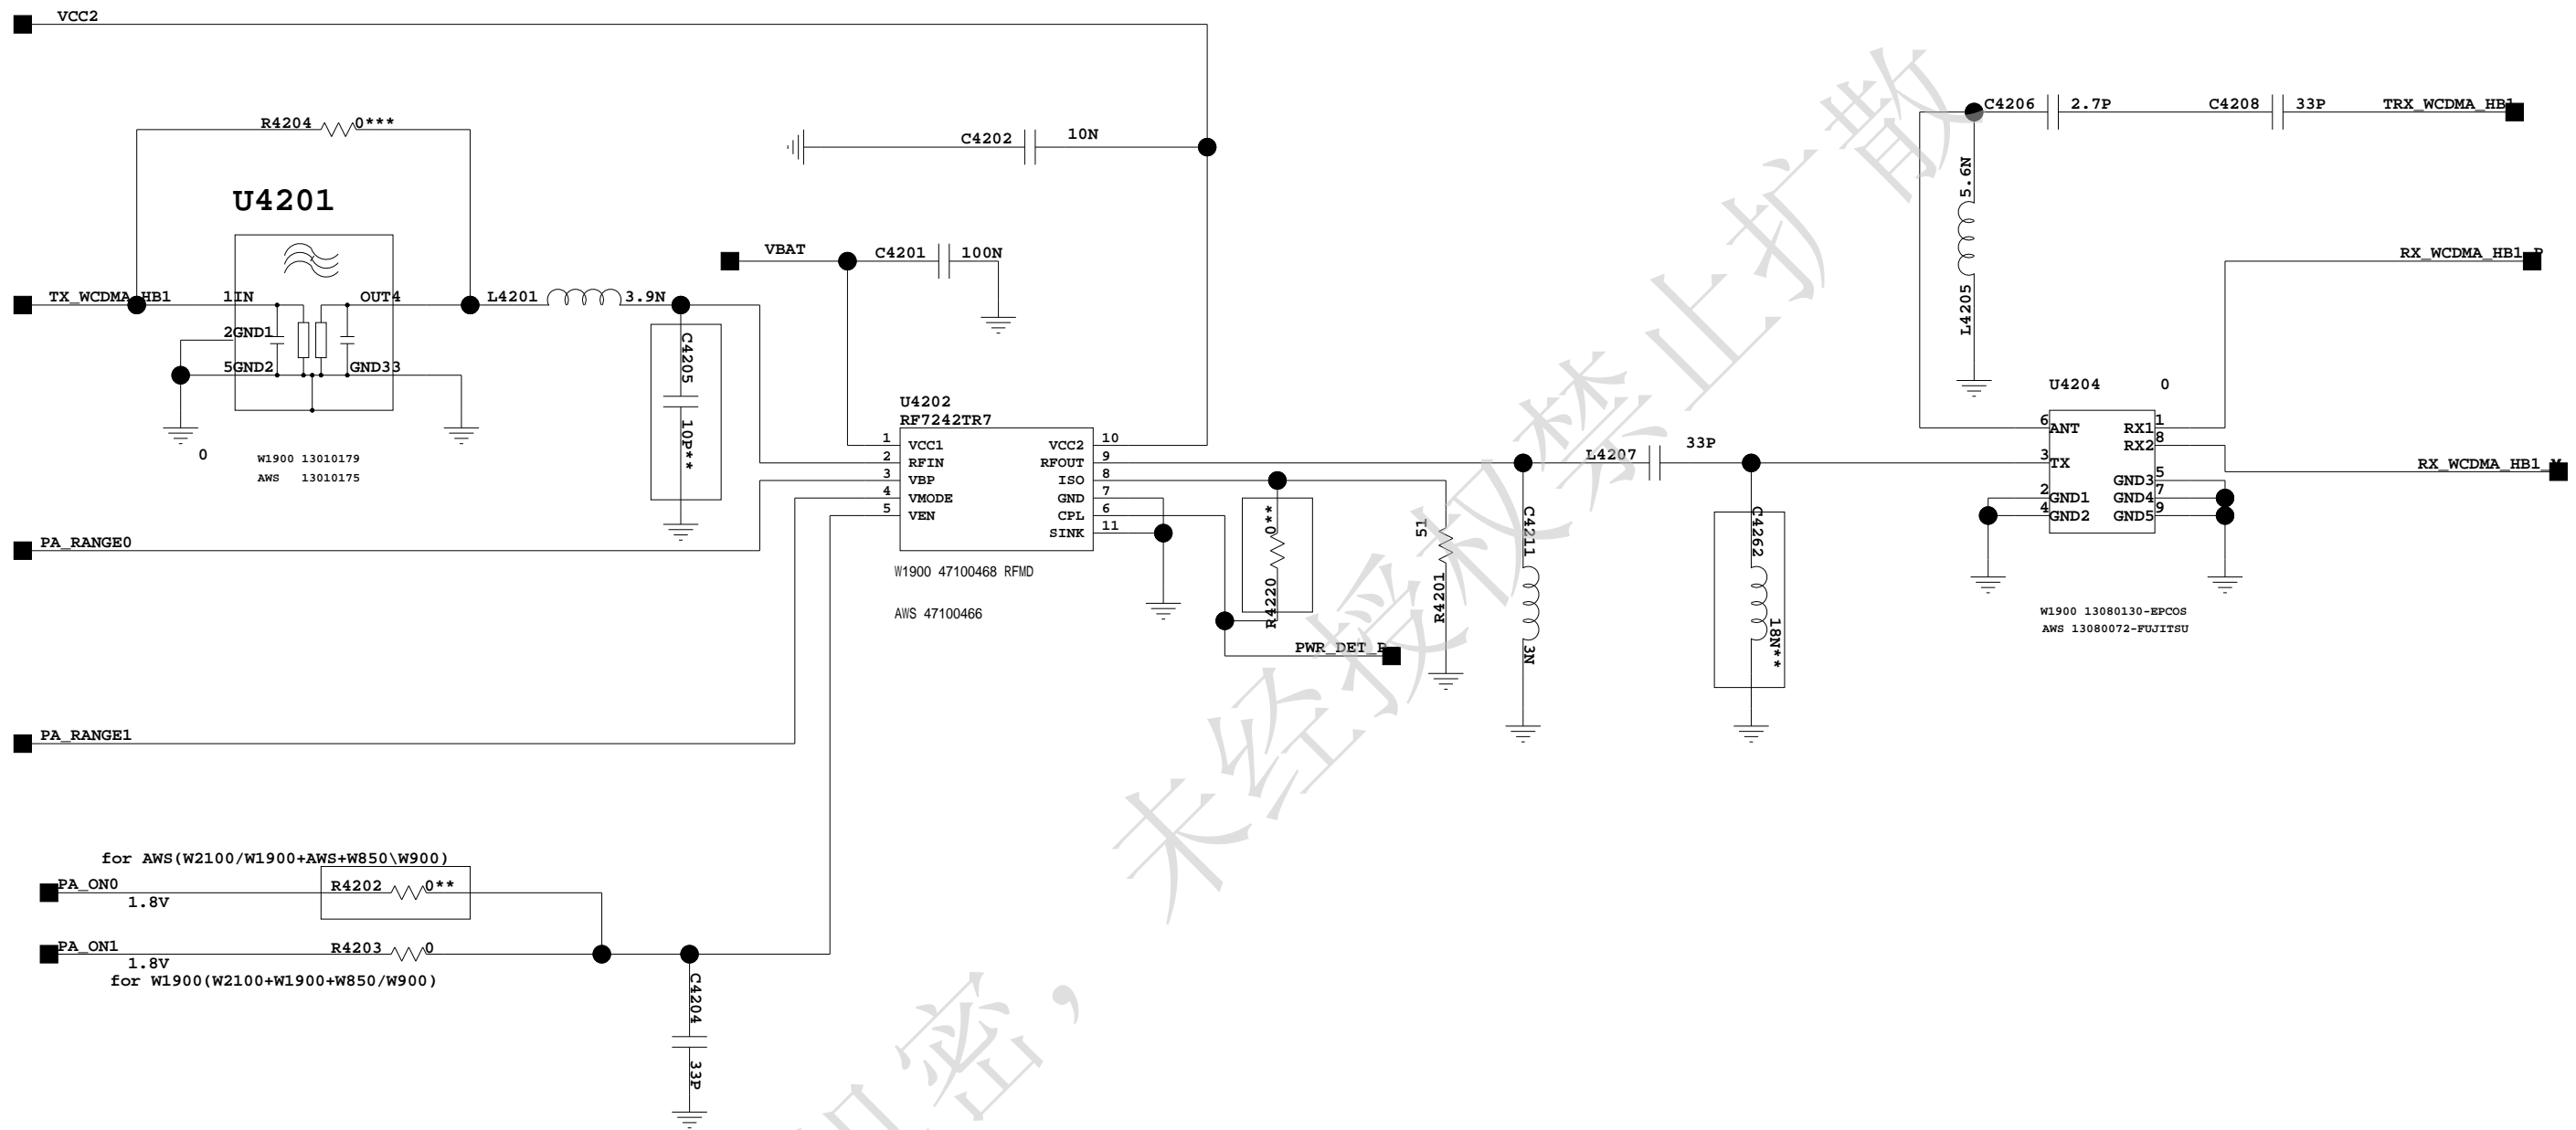 VCC2
R4204
0***
C4202
10N
U4201
VBAT
C4201
100N
TX_WCDMA_HB1
1IN
OUT4
2GND1
5GND2
GND33
0
W1900 13010179
AWS 13010175
L4201
3.9N
C4205
10P**
U4202
RF7242TR7
1 VCC1
2 RFIN
3 VBP
4 VMODE
5 VEN
VCC2 10
RFOUT 9
ISO 8
GND 7
CPL 6
SINK 11
W1900 47100468 RFMD
AWS 47100466
PA_RANGE0
PA_RANGE1
R4220
0**
PWR_DET_P
51
R4201
C4211
3N
L4207
33P
C4262
18N**
C4206
2.7P
C4208
33P
TRX_WCDMA_HB1
5.6N
L4205
RX_WCDMA_HB1_P
RX_WCDMA_HB1_M
U4204 0
6 ANT
3 TX
2 GND1
4 GND2
RX1 1
RX2 8
GND3 5
GND4 7
GND5 9
W1900 13080130-EPCOS
AWS 13080072-FUJITSU
for AWS(W2100/W1900+AWS+W850\W900)
PA_ON0
1.8V
R4202
0**
PA_ON1
1.8V
R4203
0
for W1900(W2100+W1900+W850/W900)
C4204
33P
密，未经授权禁止扩散